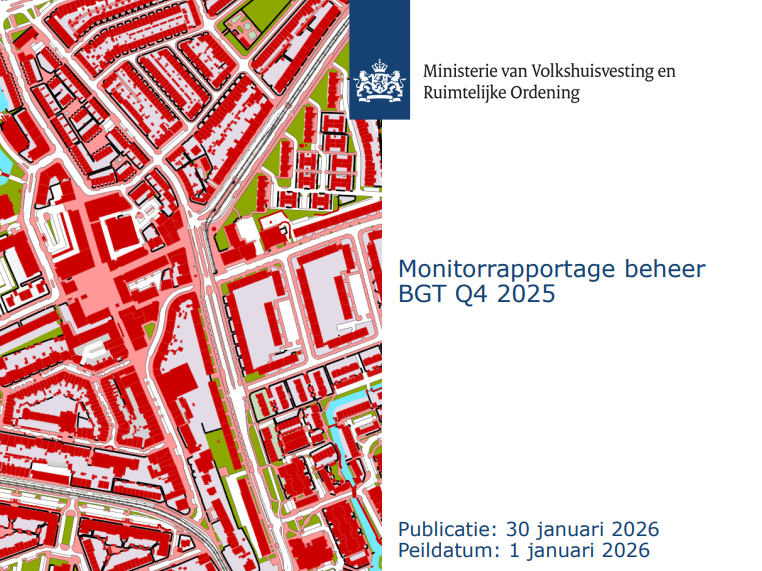 Ministerie van Volkshuisvesting en
Ruimtelijke Ordening
Monitorrapportage beheer
BGT Q4 2025
Publicatie: 30 januari 2026
Peildatum: 1 januari 2026